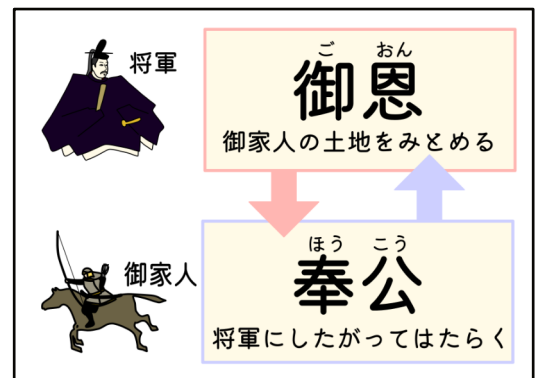 将軍
ご おん
御恩
御家人の土地をみとめる
御家人
ほう こう
奉公
将軍にしたがってはたらく